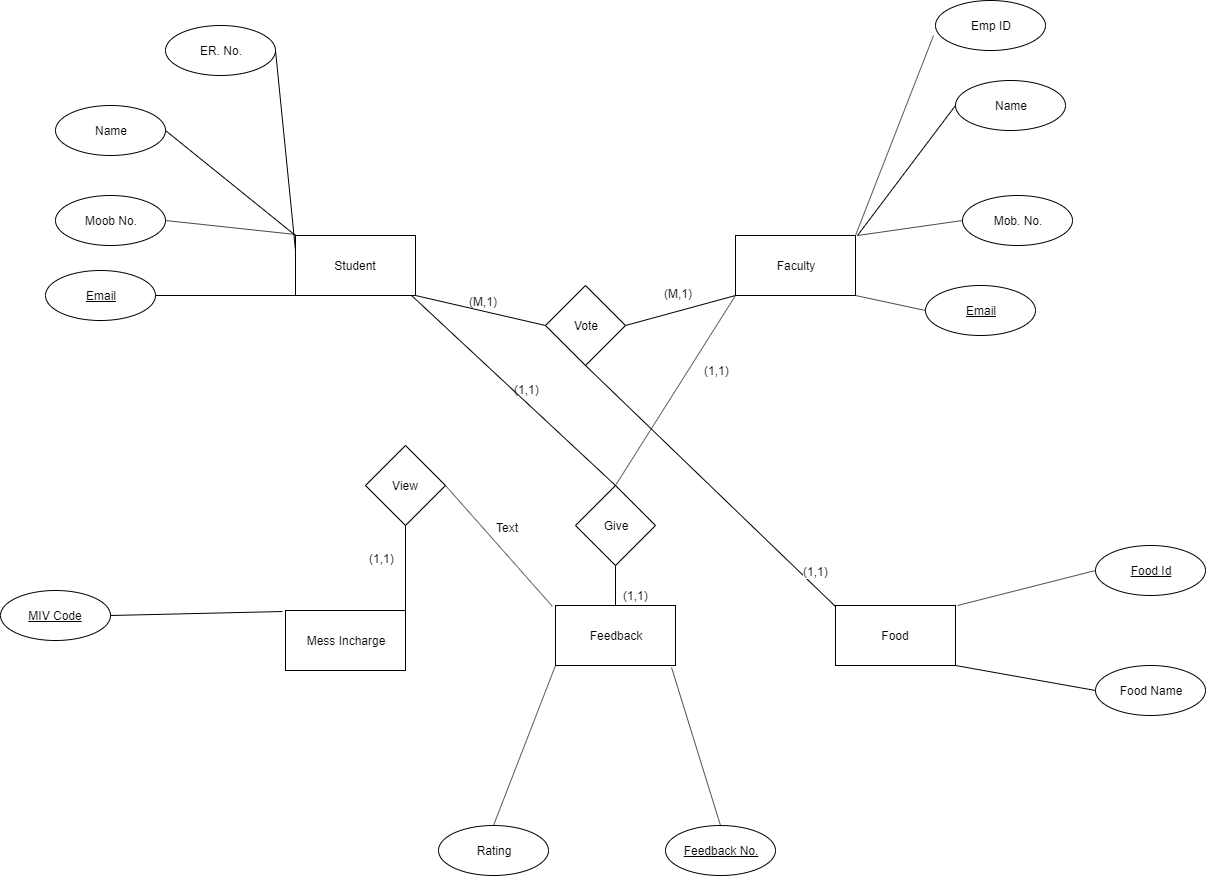 Emp ID
ER. No.
Name
Name
Moob No.
Mob. No.
Student
Faculty
Email
(M,1)
(M,1)
Email
Vote
(1,1)
(1,1)
View
Text
Give
(1,1)
(1,1)
Food Id
(1,1)
MIV Code
Mess Incharge
Feedback
Food
Food Name
Rating
Feedback No.